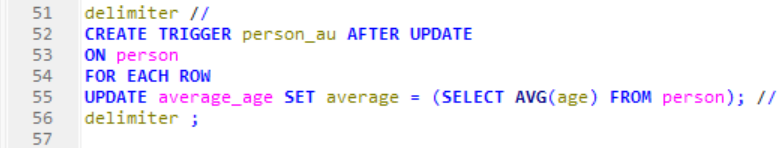 51 delimiter //
52 CREATE TRIGGER person_au AFTER UPDATE
53 ON person
54 FOR EACH ROW
55 UPDATE average_age SET average = (SELECT AVG(age) FROM person); //
56 delimiter ;
57